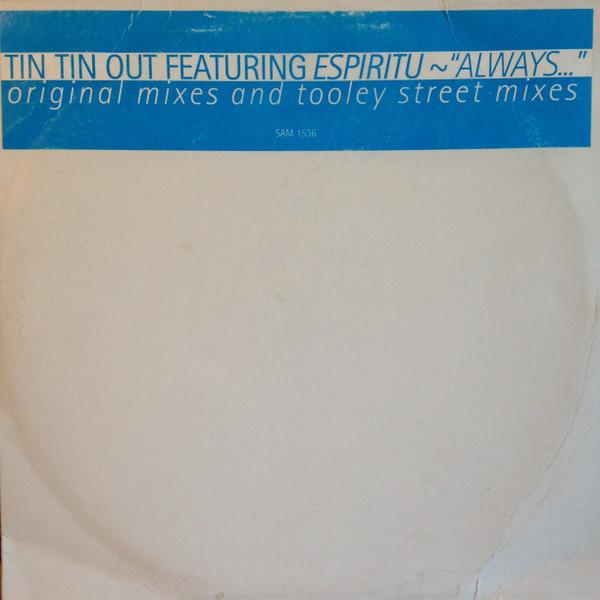 TIN TIN OUT FEATURING ESPIRITU ~ "ALWAYS..."
original mixes and tooley street mixes
SAM 1536